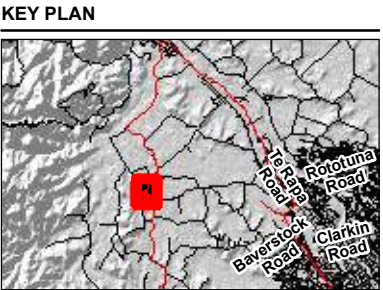 KEY PLAN
Te Rapa
Road
Rototuna
Road
Baverstock
Road
Clarkin
Road